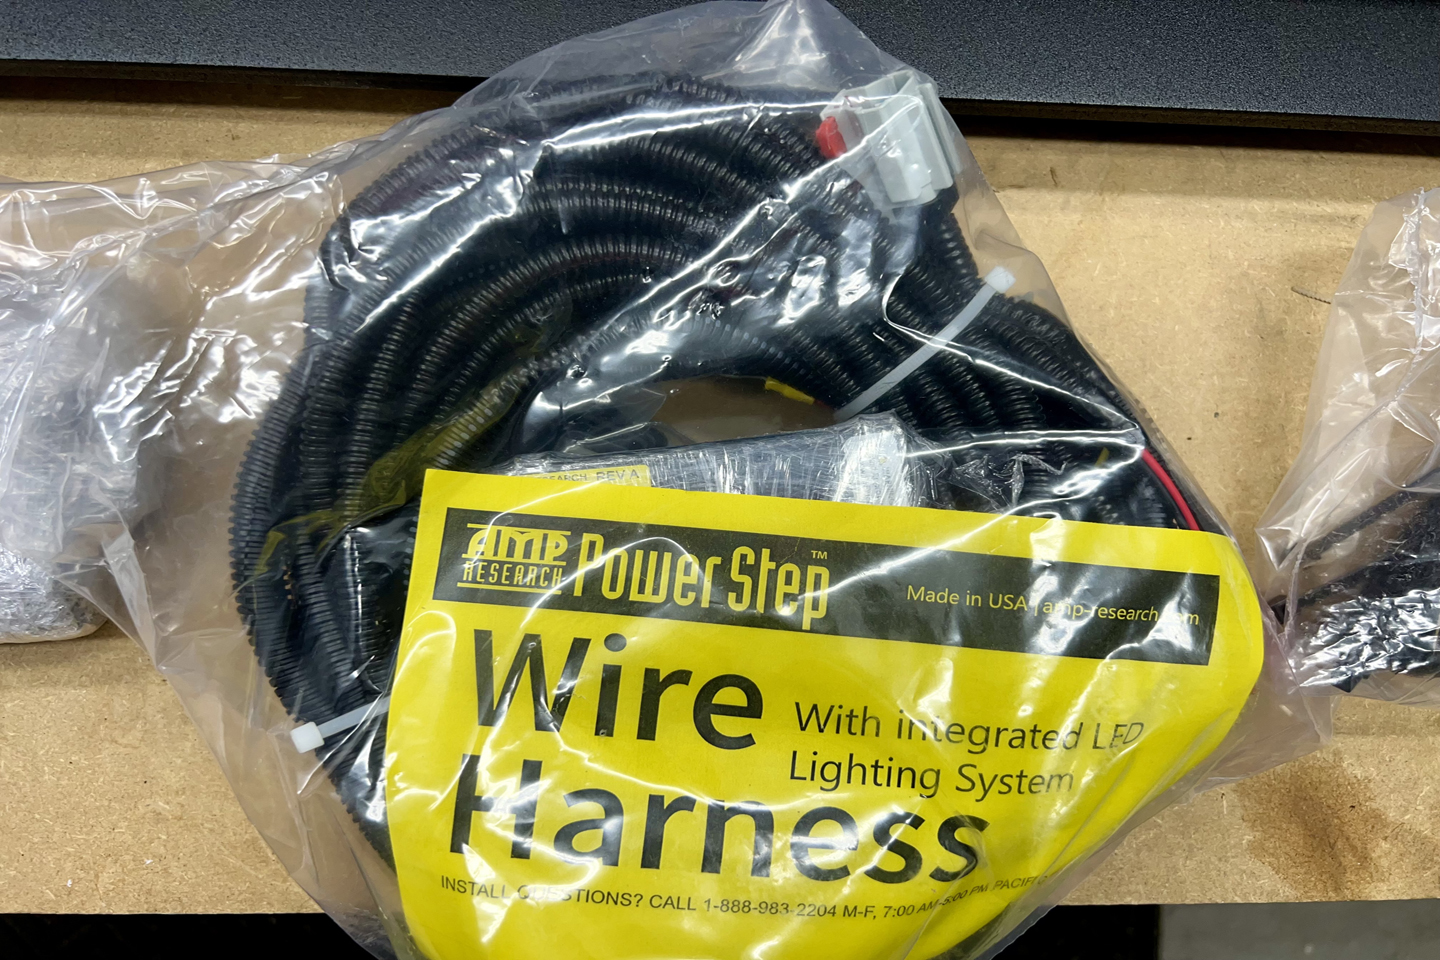 REV A
AMP RESEARCH PowerStep™
Made in USA | amp-research.com
Wire Harness
With integrated LED
Lighting System
INSTALL QUESTIONS? CALL 1-888-983-2204 M-F, 7:00 AM-5:00 PM PACIFIC